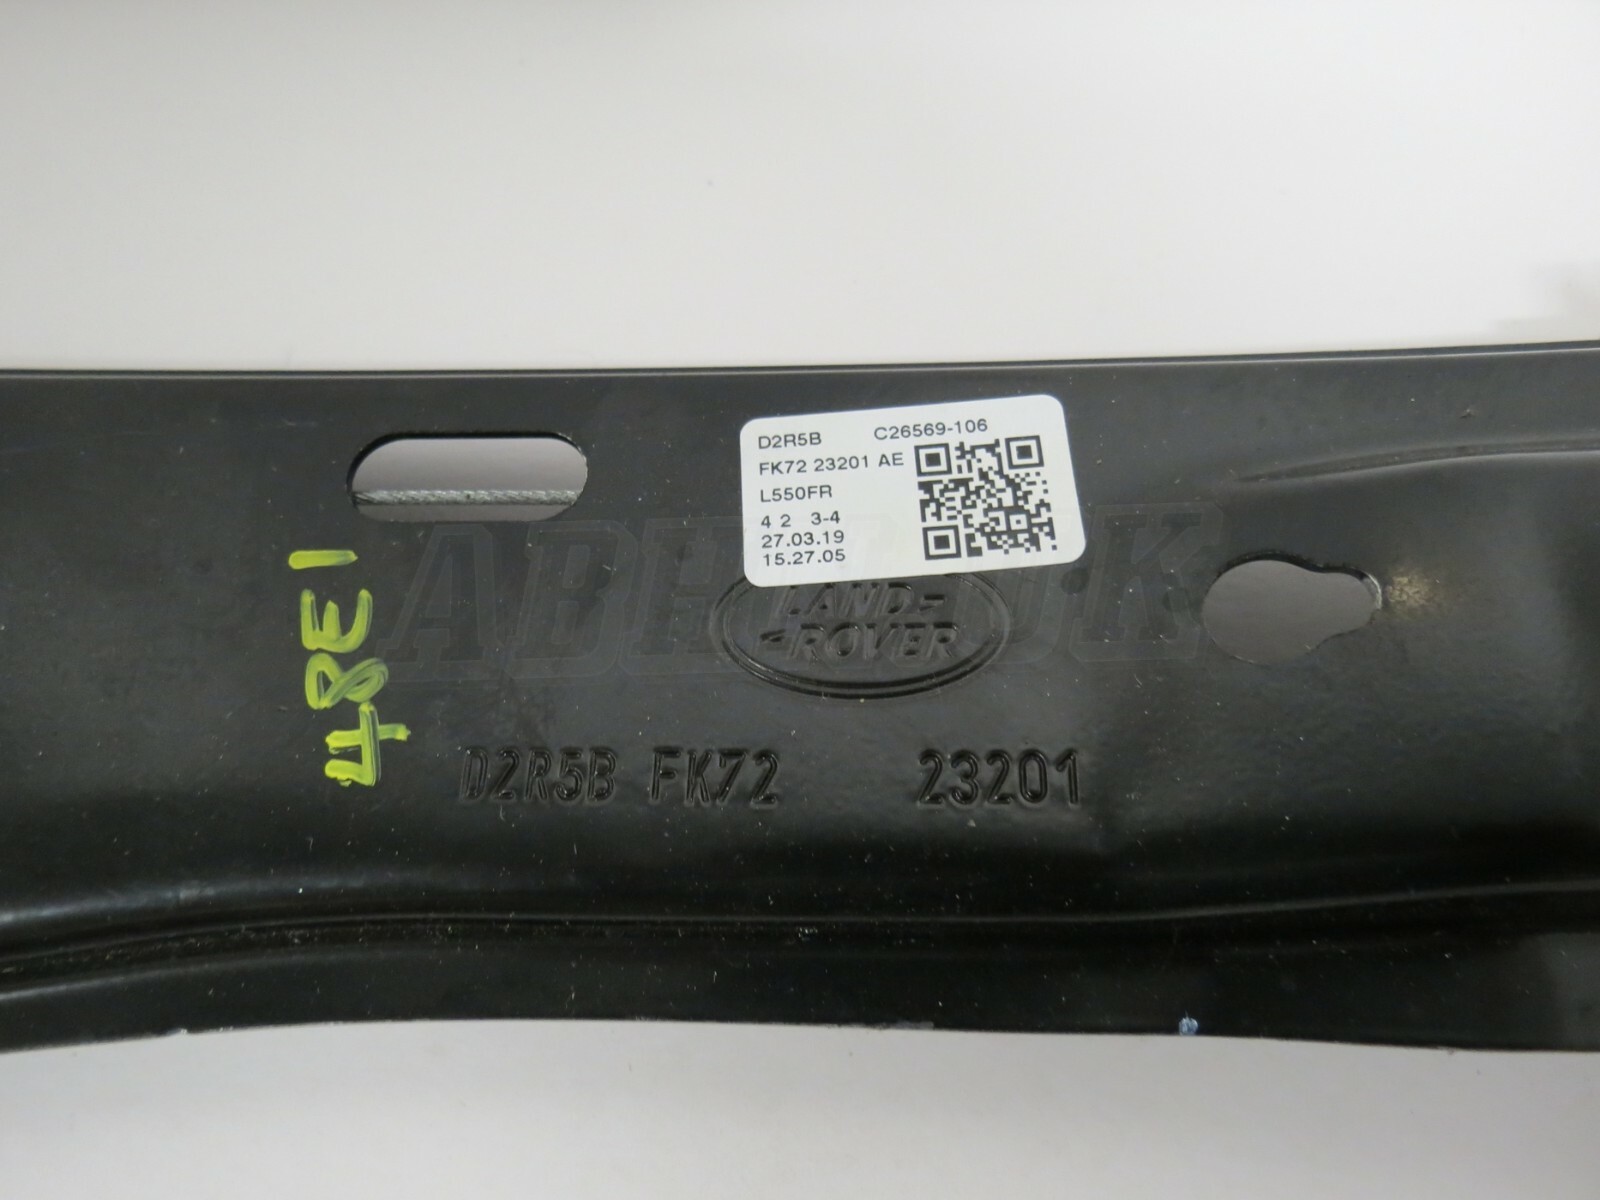 D2R5B C26569-106
FK72 23201 AE
L550FR
4 2 3-4
27.03.19
15.27.05
LAND-
-ROVER
D2R5B FK72 23201
4BE1